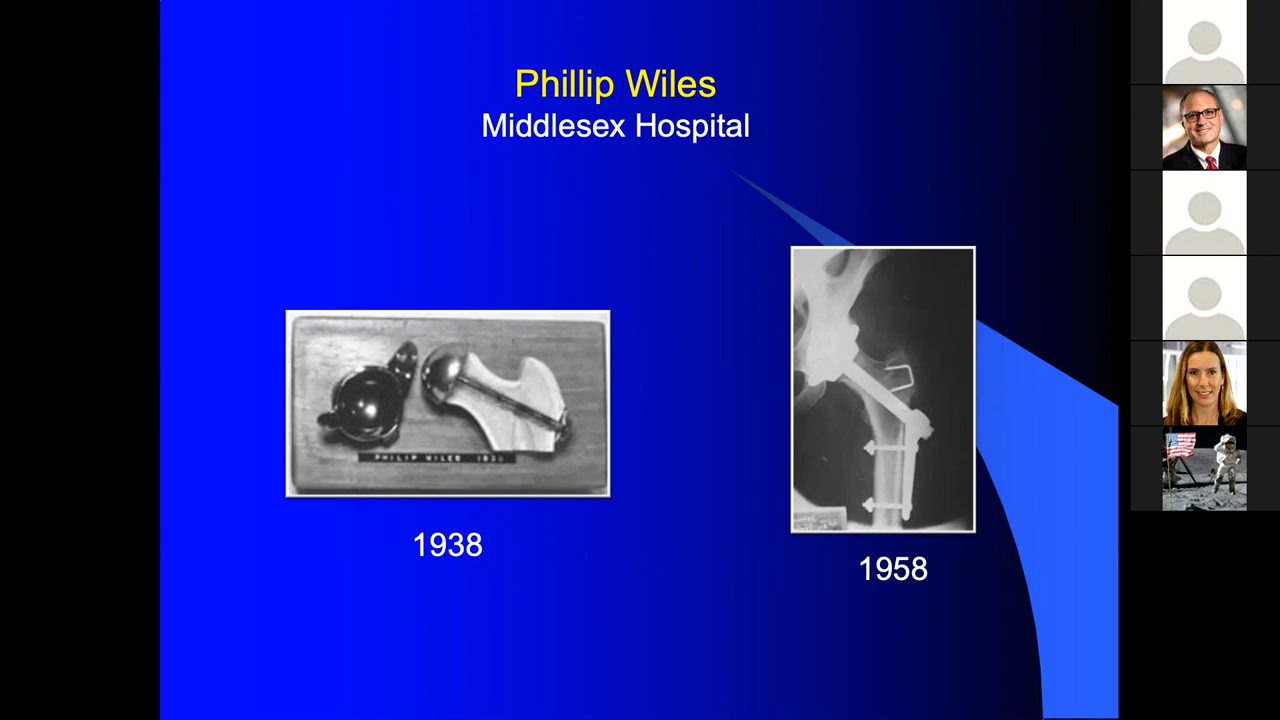 Phillip Wiles
Middlesex Hospital
PHILIP WILES.
1938
1958